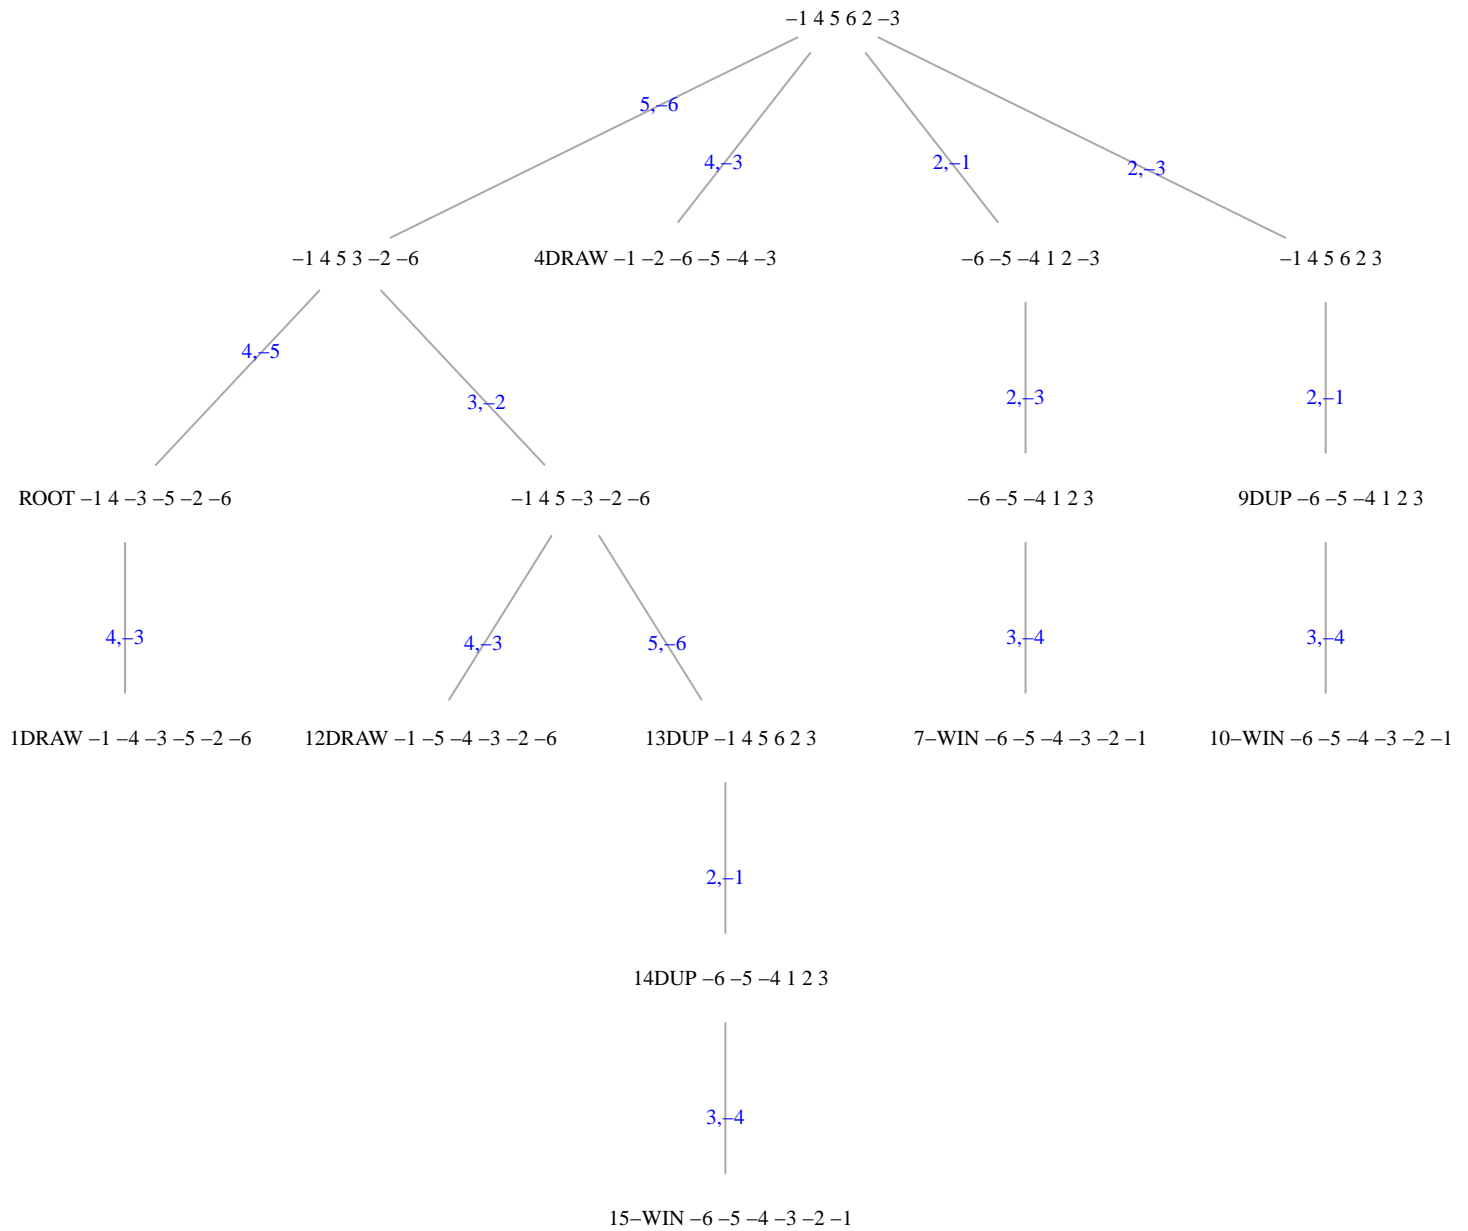 –1 4 5 6 2 –3
5,–6
4,–3
2,–1
2,–3
–1 4 5 3 –2 –6
4DRAW –1 –2 –6 –5 –4 –3
–6 –5 –4 1 2 –3
–1 4 5 6 2 3
4,–5
3,–2
2,–3
2,–1
ROOT –1 4 –3 –5 –2 –6
–1 4 5 –3 –2 –6
–6 –5 –4 1 2 3
9DUP –6 –5 –4 1 2 3
4,–3
4,–3
5,–6
3,–4
3,–4
1DRAW –1 –4 –3 –5 –2 –6
12DRAW –1 –5 –4 –3 –2 –6
13DUP –1 4 5 6 2 3
7–WIN –6 –5 –4 –3 –2 –1
10–WIN –6 –5 –4 –3 –2 –1
2,–1
14DUP –6 –5 –4 1 2 3
3,–4
15–WIN –6 –5 –4 –3 –2 –1